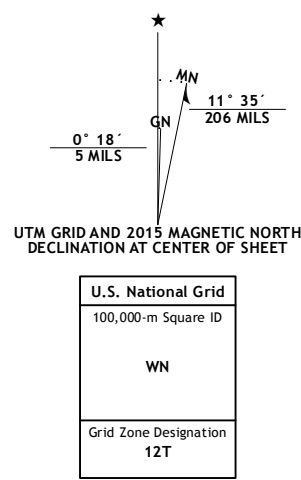 ★
MN
GN
11° 35´
206 MILS
0° 18´
5 MILS
UTM GRID AND 2015 MAGNETIC NORTH
DECLINATION AT CENTER OF SHEET
U.S. National Grid
100,000-m Square ID
WN
Grid Zone Designation
12T